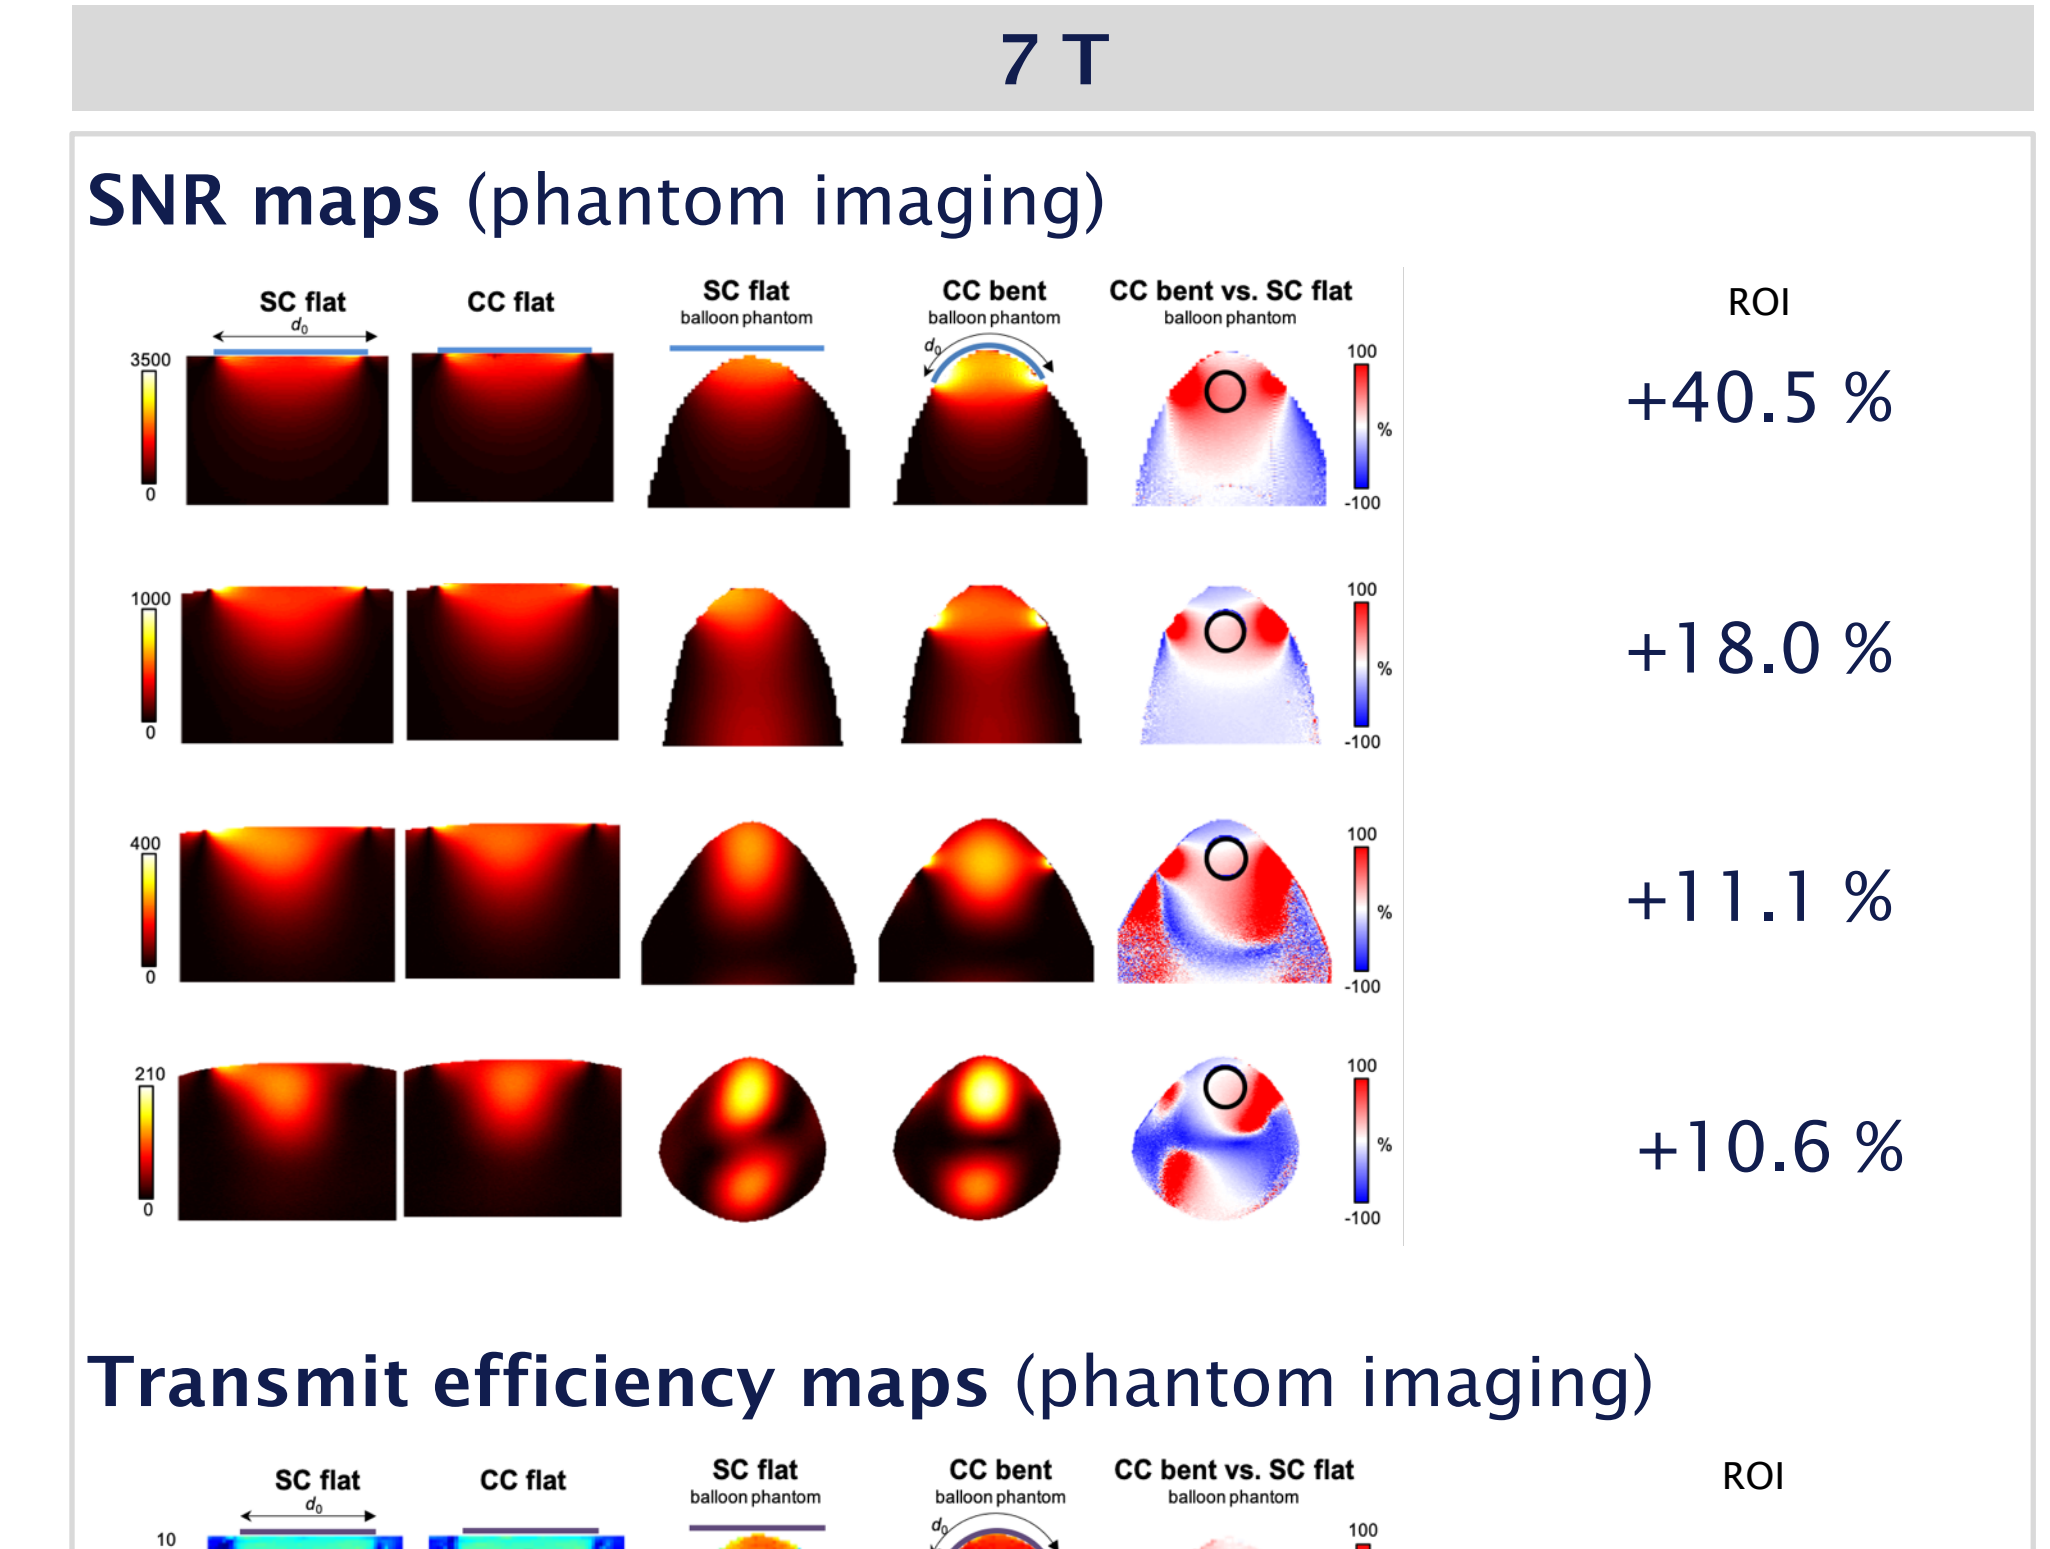 7 T
SNR maps (phantom imaging)
SC flat
d0
CC flat
SC flat
balloon phantom
CC bent
balloon phantom
d0
CC bent vs. SC flat
balloon phantom
ROI
3500
0
100
%
-100
+40.5 %
1000
0
100
%
-100
+18.0 %
400
0
100
%
-100
+11.1 %
210
0
100
%
-100
+10.6 %
Transmit efficiency maps (phantom imaging)
SC flat
d0
CC flat
SC flat
balloon phantom
CC bent
balloon phantom
d0
CC bent vs. SC flat
balloon phantom
ROI
10
100